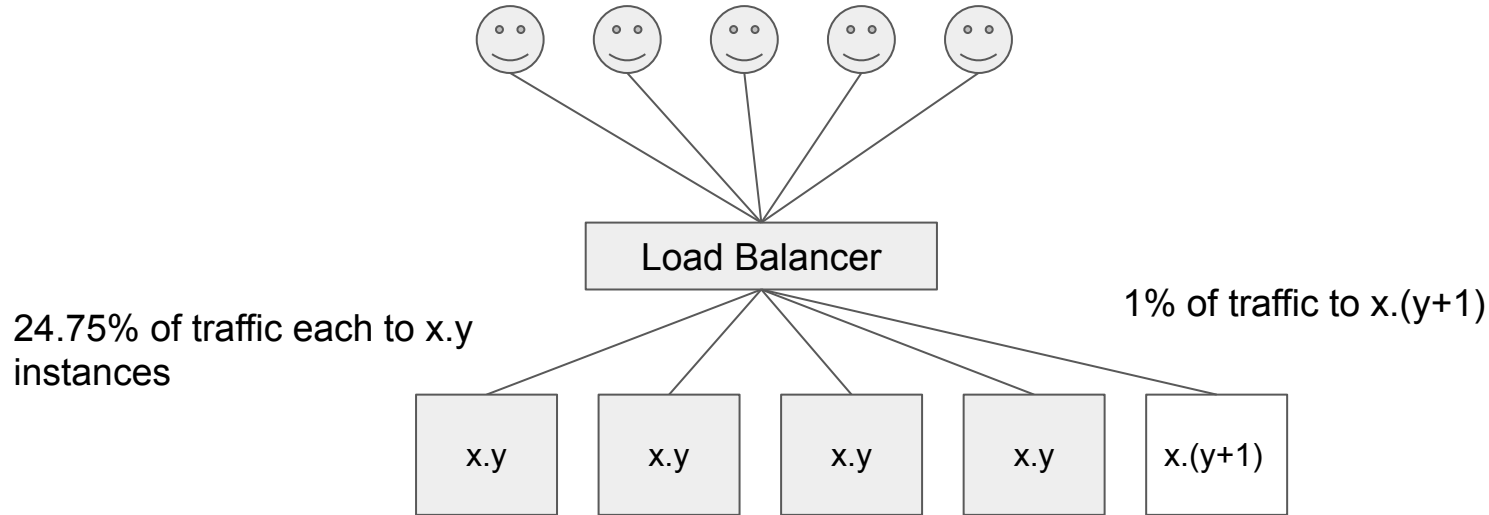 Load Balancer
24.75% of traffic each to x.y
instances
1% of traffic to x.(y+1)
x.y
x.y
x.y
x.y
x.(y+1)